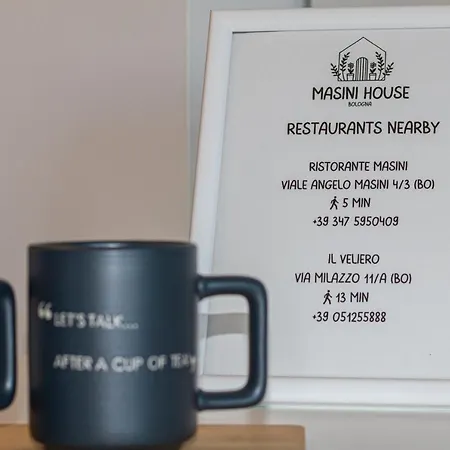 MASINI HOUSE
BOLOGNA
RESTAURANTS NEARBY
RISTORANTE MASINI
VIALE ANGELO MASINI 4/3 (BO)
5 MIN
+39 347 5950409
IL VELIERO
VIA MILAZZO 11/A (BO)
13 MIN
+39 051255888
“LET'S TALK...
AFTER A CUP OF TEA„